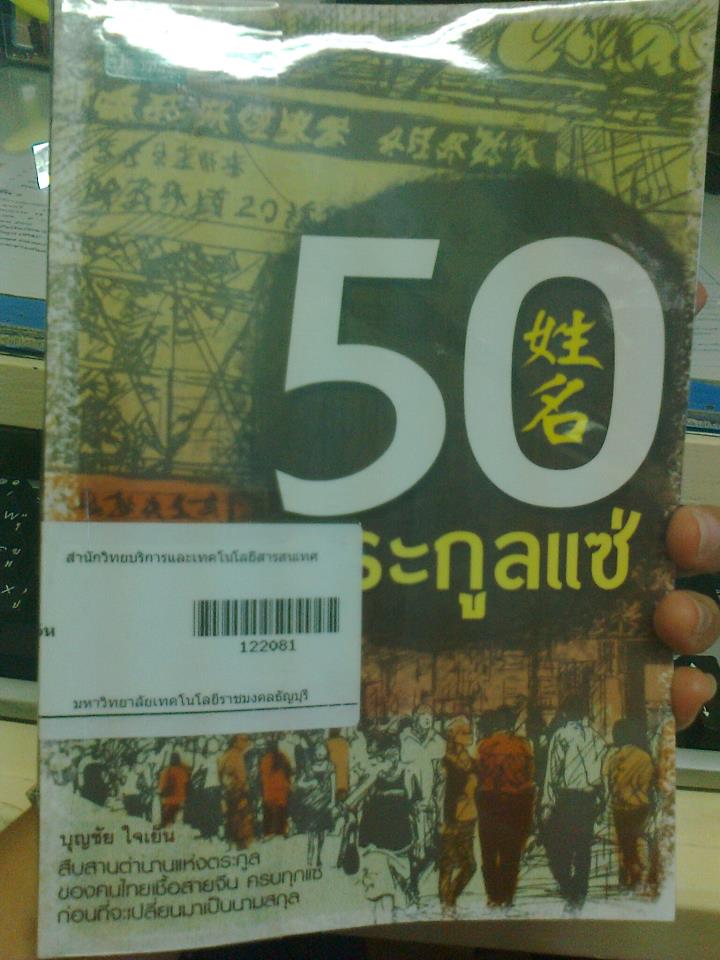 50
姓
名
ระกูลแซ่
สำนักวิทยบริการและเทคโนโลยีสารสนเทศ
122081
มหาวิทยาลัยเทคโนโลยีราชมงคลธัญบุรี
บุญชัย ใจเย็น
สืบสานตำนานแห่งตระกูล
ของคนไทยเชื้อสายจีน ครบทุกแซ่
ก่อนที่จะเปลี่ยนมาเป็นนามสกุล